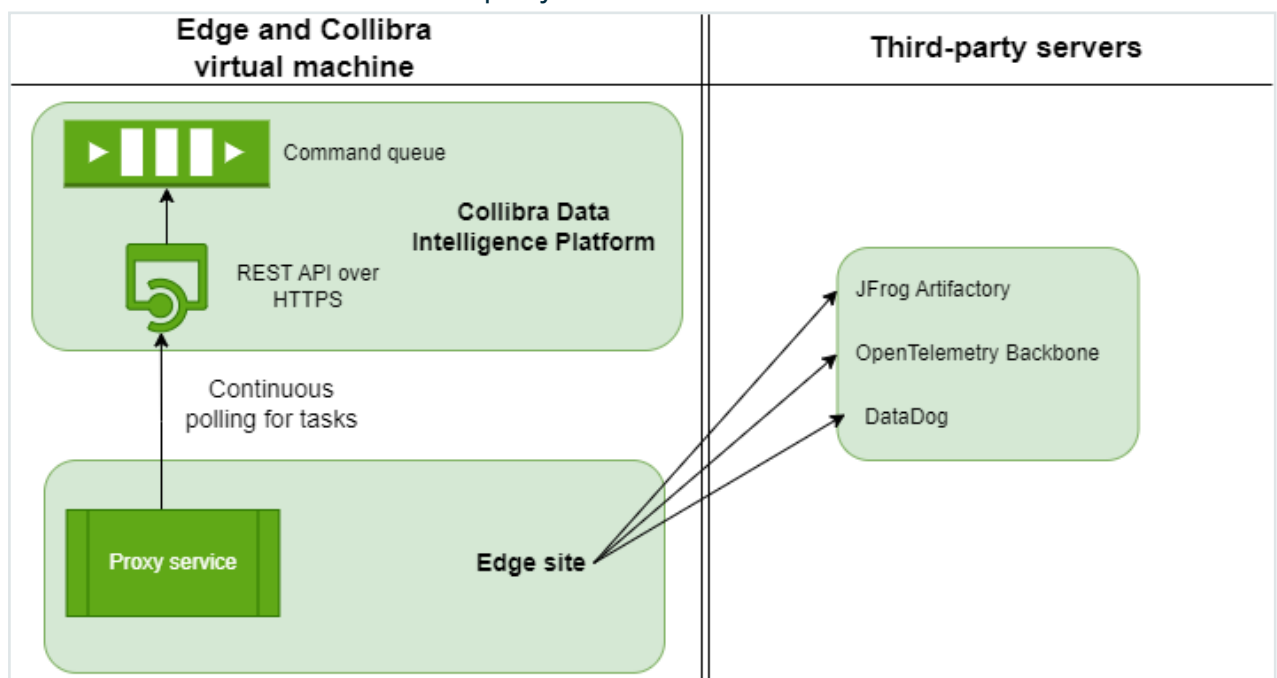 Edge and Collibra
virtual machine
Third-party servers
Command queue
Collibra Data
Intelligence Platform
REST API over
HTTPS
JFrog Artifactory
OpenTelemetry Backbone
DataDog
Continuous
polling for tasks
Proxy service
Edge site